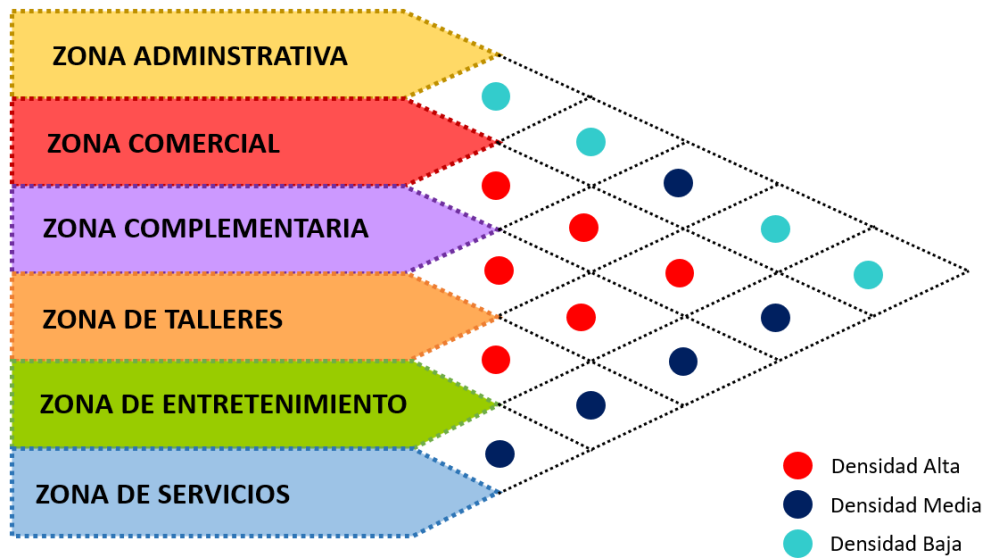 ZONA ADMINSTRATIVA
ZONA COMERCIAL
ZONA COMPLEMENTARIA
ZONA DE TALLERES
ZONA DE ENTRETENIMIENTO
ZONA DE SERVICIOS
Densidad Alta
Densidad Media
Densidad Baja